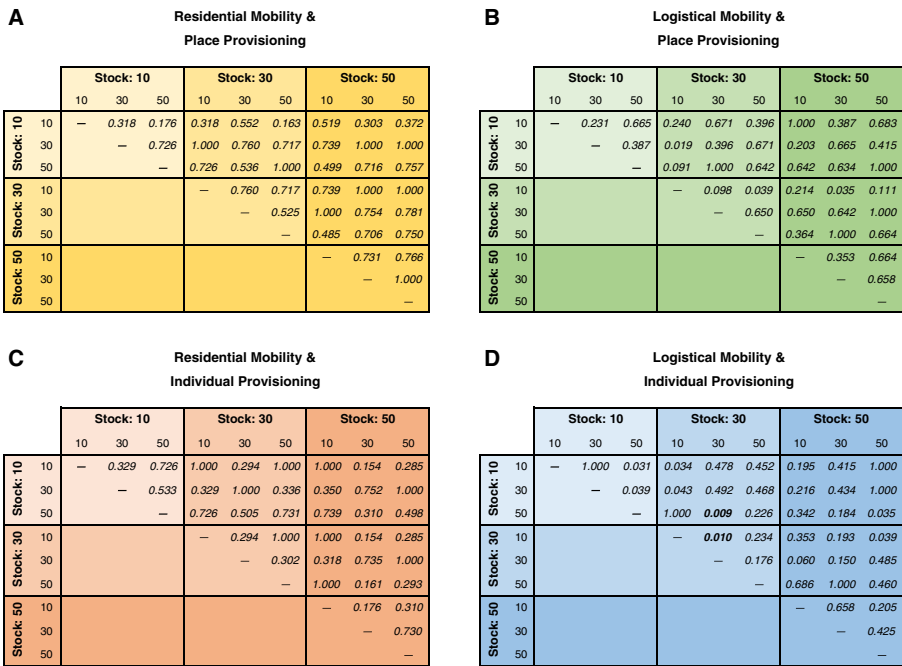 A
Residential Mobility &
Place Provisioning
Stock: 10 Stock: 30 Stock: 50
10 30 50 10 30 50 10 30 50
Stock: 10
10 — 0.318 0.176 0.318 0.552 0.163 0.519 0.303 0.372
30 — 0.726 1.000 0.760 0.717 0.739 1.000 1.000
50 — 0.726 0.536 1.000 0.499 0.716 0.757
Stock: 30
10 — 0.760 0.717 0.739 1.000 1.000
30 — 0.525 1.000 0.754 0.781
50 — 0.485 0.706 0.750
Stock: 50
10 — 0.731 0.766
30 — 1.000
50 —
B
Logistical Mobility &
Place Provisioning
Stock: 10 Stock: 30 Stock: 50
10 30 50 10 30 50 10 30 50
Stock: 10
10 — 0.231 0.665 0.240 0.671 0.396 1.000 0.387 0.683
30 — 0.387 0.019 0.396 0.671 0.203 0.665 0.415
50 — 0.091 1.000 0.642 0.642 0.634 1.000
Stock: 30
10 — 0.098 0.039 0.214 0.035 0.111
30 — 0.650 0.650 0.642 1.000
50 — 0.364 1.000 0.664
Stock: 50
10 — 0.353 0.664
30 — 0.658
50 —
C
Residential Mobility &
Individual Provisioning
Stock: 10 Stock: 30 Stock: 50
10 30 50 10 30 50 10 30 50
Stock: 10
10 — 0.329 0.726 1.000 0.294 1.000 1.000 0.154 0.285
30 — 0.533 0.329 1.000 0.336 0.350 0.752 1.000
50 — 0.726 0.505 0.731 0.739 0.310 0.498
Stock: 30
10 — 0.294 1.000 1.000 0.154 0.285
30 — 0.302 0.318 0.735 1.000
50 — 1.000 0.161 0.293
Stock: 50
10 — 0.176 0.310
30 — 0.730
50 —
D
Logistical Mobility &
Individual Provisioning
Stock: 10 Stock: 30 Stock: 50
10 30 50 10 30 50 10 30 50
Stock: 10
10 — 1.000 0.031 0.034 0.478 0.452 0.195 0.415 1.000
30 — 0.039 0.043 0.492 0.468 0.216 0.434 1.000
50 — 1.000 0.009 0.226 0.342 0.184 0.035
Stock: 30
10 — 0.010 0.234 0.353 0.193 0.039
30 — 0.176 0.060 0.150 0.485
50 — 0.686 1.000 0.460
Stock: 50
10 — 0.658 0.205
30 — 0.425
50 —